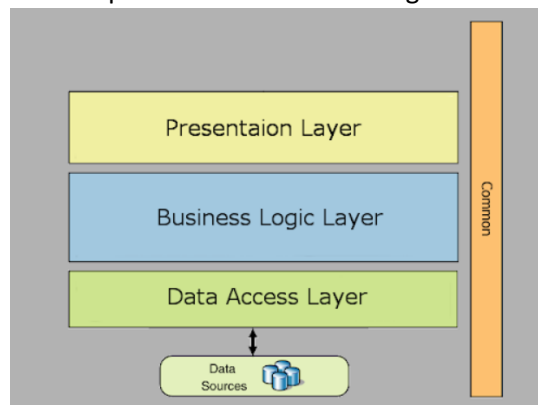 Presentaion Layer
Business Logic Layer
Data Access Layer
Data
Sources
Common